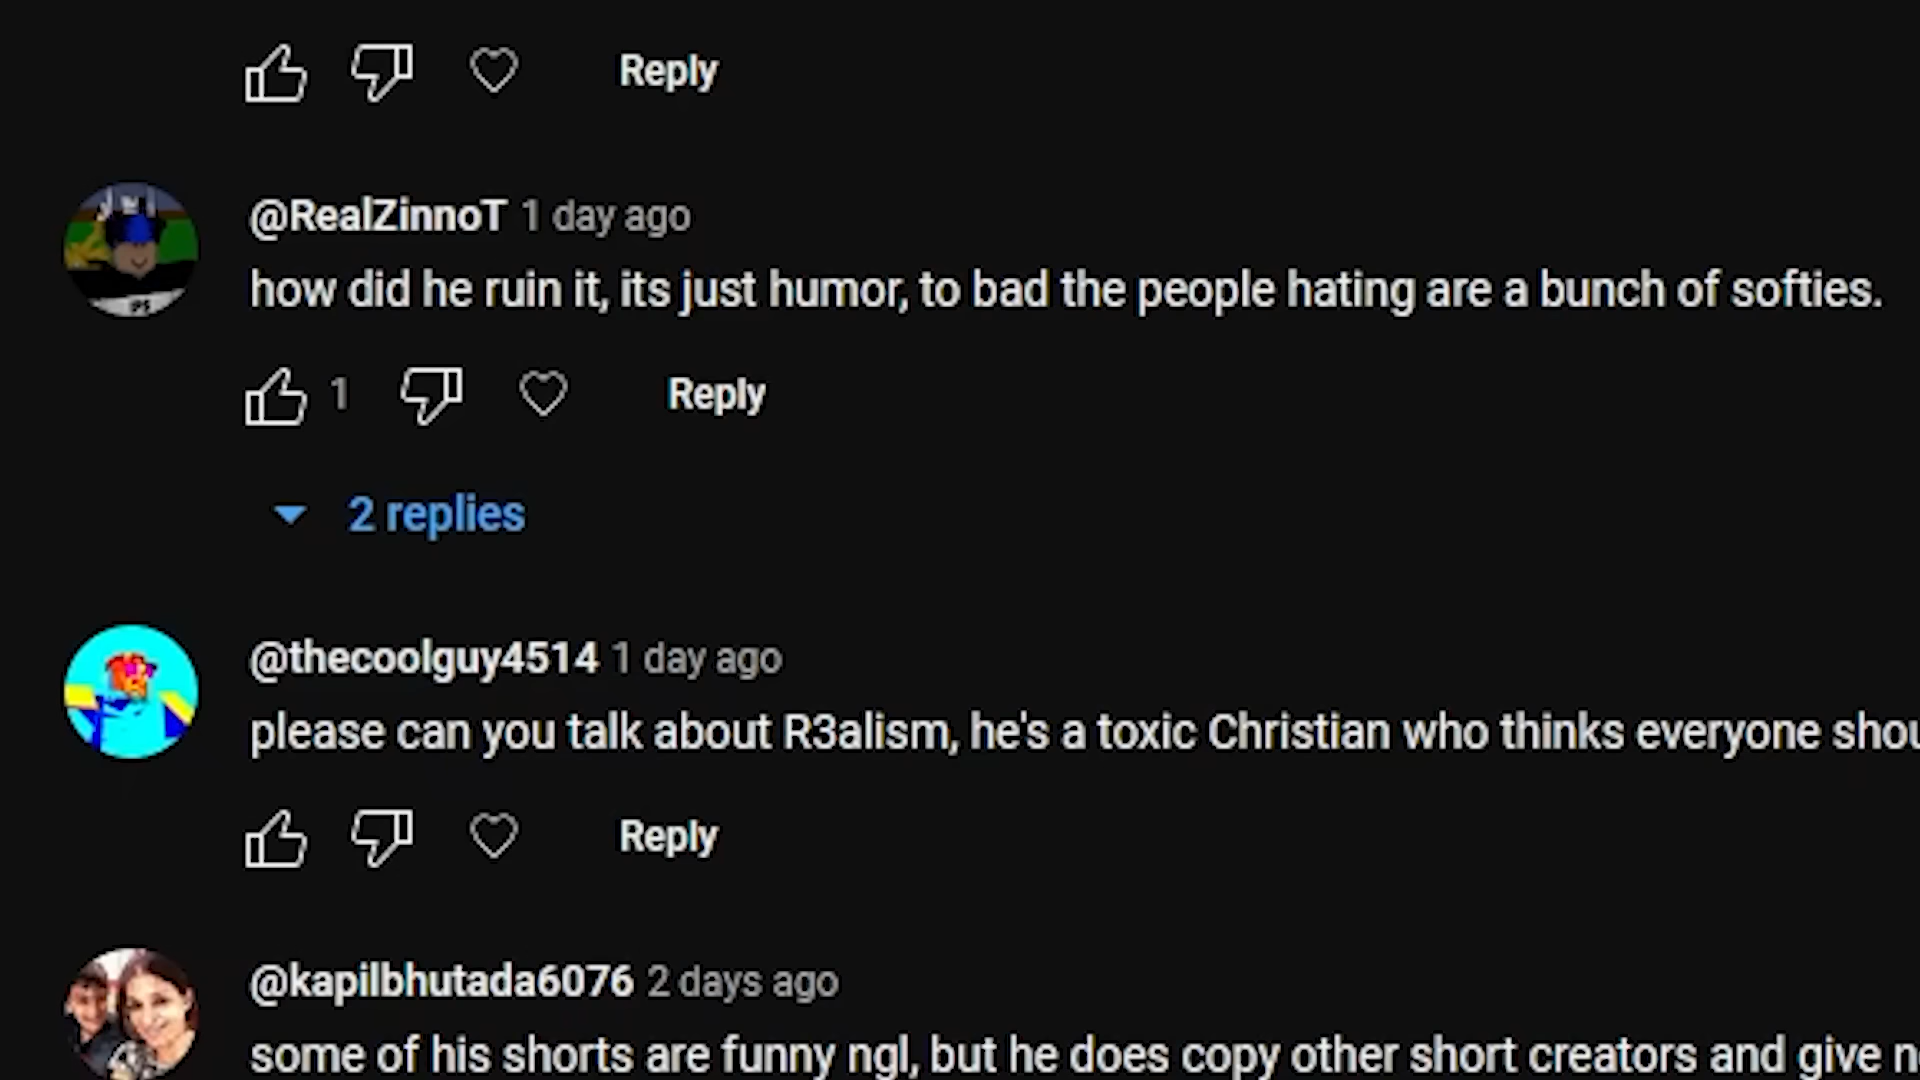 Reply
@RealZinnoT 1 day ago
how did he ruin it, its just humor, to bad the people hating are a bunch of softies.
1 Reply
2 replies
@thecoolguy4514 1 day ago
please can you talk about R3alism, he's a toxic Christian who thinks everyone
Reply
@kapilbhutada6076 2 days ago
some of his shorts are funny ngl, but he does copy other short creators and give